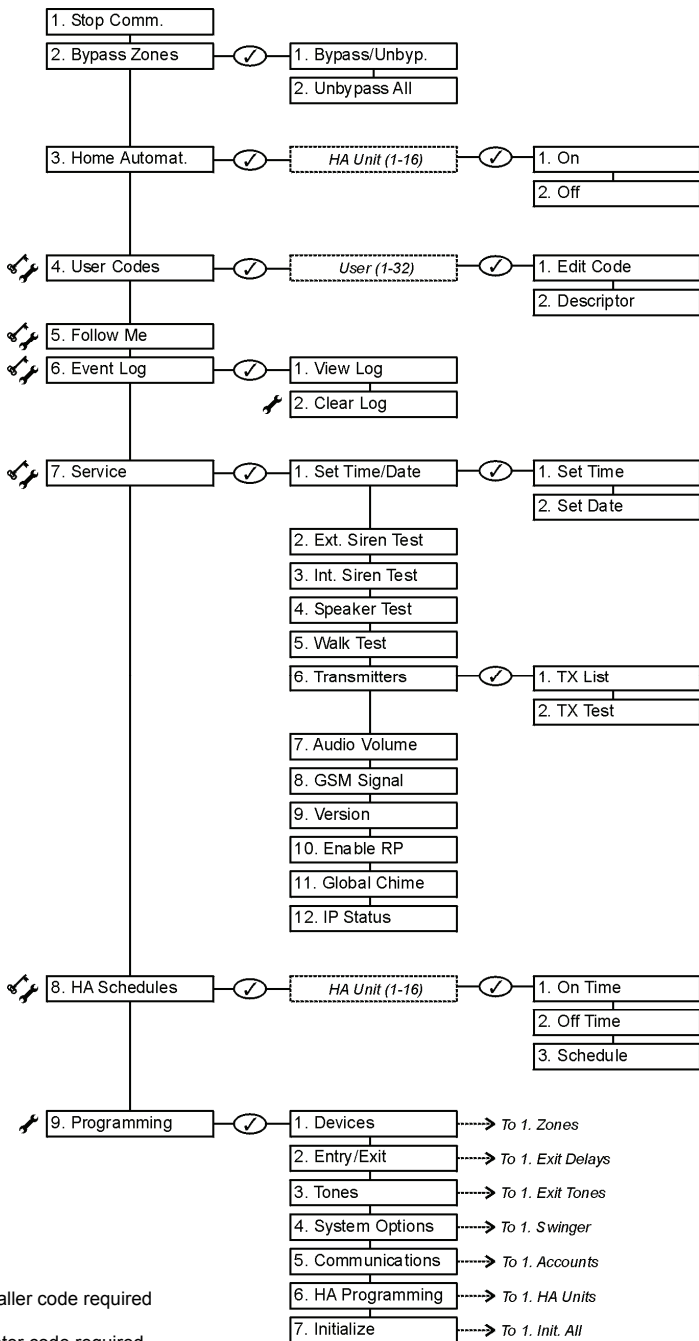 1. Stop Comm.
2. Bypass Zones
1. Bypass/Unbyp.
2. Unbypass All
3. Home Automat.
HA Unit (1-16)
1. On
2. Off
4. User Codes
User (1-32)
1. Edit Code
2. Descriptor
5. Follow Me
6. Event Log
1. View Log
2. Clear Log
7. Service
1. Set Time/Date
1. Set Time
2. Set Date
2. Ext. Siren Test
3. Int. Siren Test
4. Speaker Test
5. Walk Test
6. Transmitters
1. TX List
2. TX Test
7. Audio Volume
8. GSM Signal
9. Version
10. Enable RP
11. Global Chime
12. IP Status
8. HA Schedules
HA Unit (1-16)
1. On Time
2. Off Time
3. Schedule
9. Programming
1. Devices
To 1. Zones
2. Entry/Exit
To 1. Exit Delays
3. Tones
To 1. Exit Tones
4. System Options
To 1. Swinger
5. Communications
To 1. Accounts
6. HA Programming
To 1. HA Units
7. Initialize
To 1. Init. All
aller code required
code required